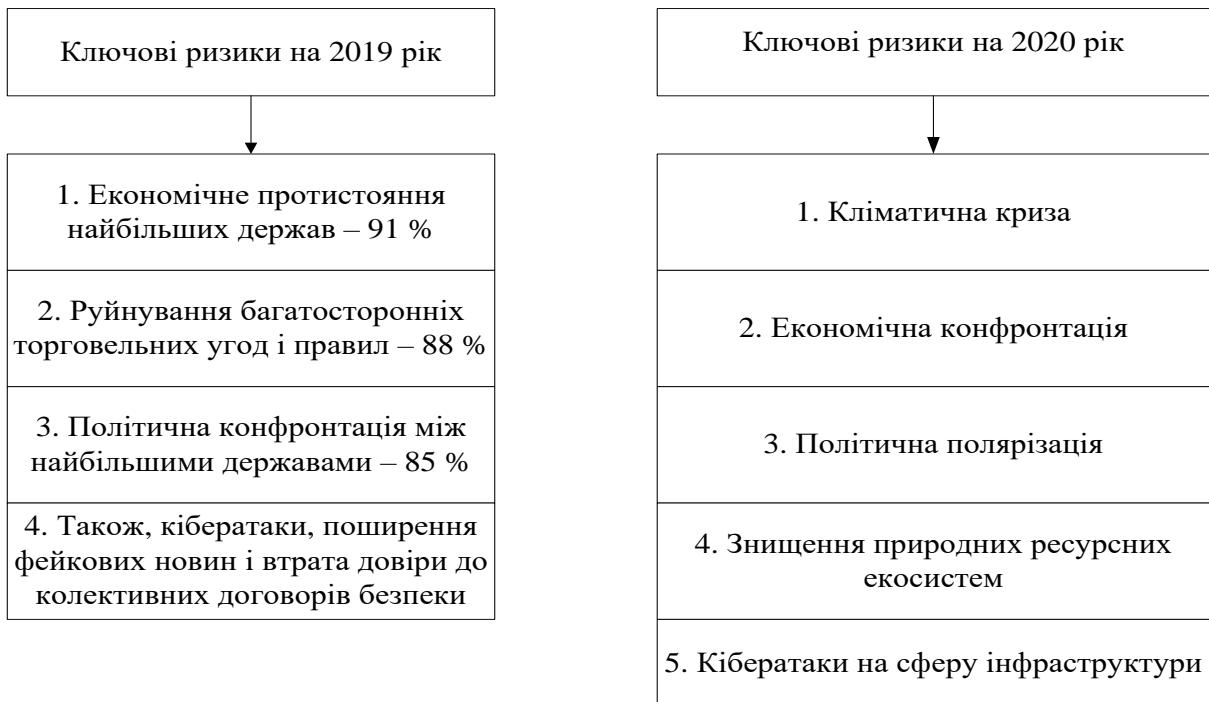 Ключові ризики на 2019 рік
1. Економічне протистояння
найбільших держав – 91 %
2. Руйнування багатосторонніх
торговельних угод і правил – 88 %
3. Політична конфронтація між
найбільшими державами – 85 %
4. Також, кібератаки, поширення
фейкових новин і втрата довіри до
колективних договорів безпеки
Ключові ризики на 2020 рік
1. Кліматична криза
2. Економічна конфронтація
3. Політична полярізація
4. Знищення природних ресурсних
екосистем
5. Кібератаки на сферу інфраструктури